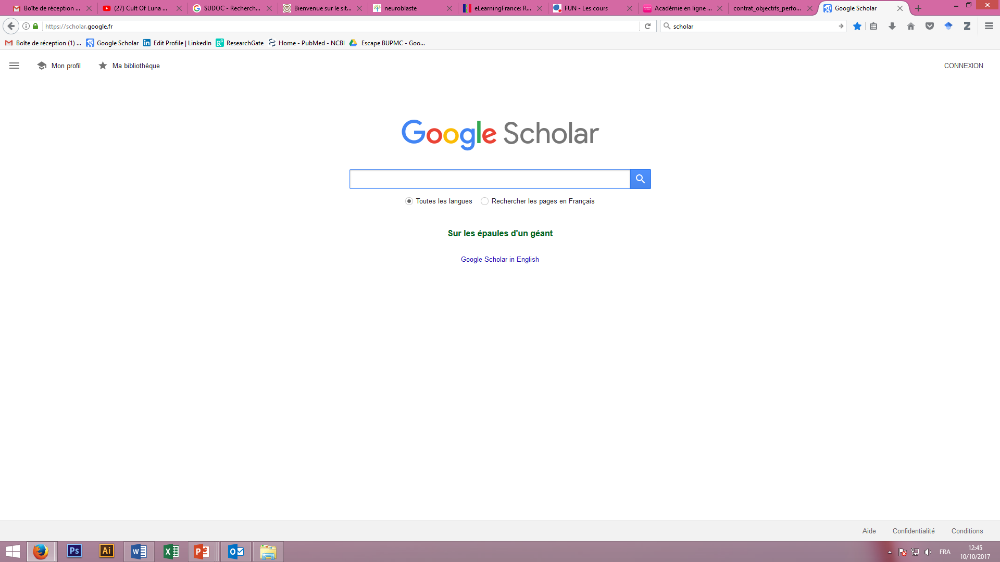 Boîte de réception ...
(27) Cult Of Luna ...
SUDOC - Recherch...
Bienvenue sur le sit...
neuroblaste
eLearningFrance: R...
FUN - Les cours
Académie en ligne ...
contrat_objectifs_perfo...
Google Scholar
https://scholar.google.fr
scholar
Z
Boîte de réception (1) ...
Google Scholar
Edit Profile | LinkedIn
ResearchGate
Home - PubMed - NCBI
Escape BUPMC - Goo...
Mon profil
Ma bibliothèque
CONNEXION
Google Scholar
Toutes les langues
Rechercher les pages en Français
Sur les épaules d'un géant
Google Scholar in English
Aide
Confidentialité
Conditions
Ps
Ai
FRA
12:45
10/10/2017